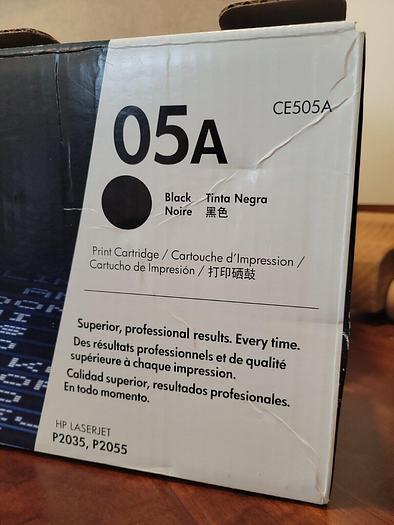 CE505A
05A
Black Tinta Negra
Noire 黑色
Print Cartridge / Cartouche d'Impression /
Cartucho de Impresión / 打印硒鼓
Superior, professional results. Every time.
Des résultats professionnels et de qualité
supérieure à chaque impression.
Calidad superior, resultados profesionales.
En todo momento.
HP LASERJET
P2035, P2055